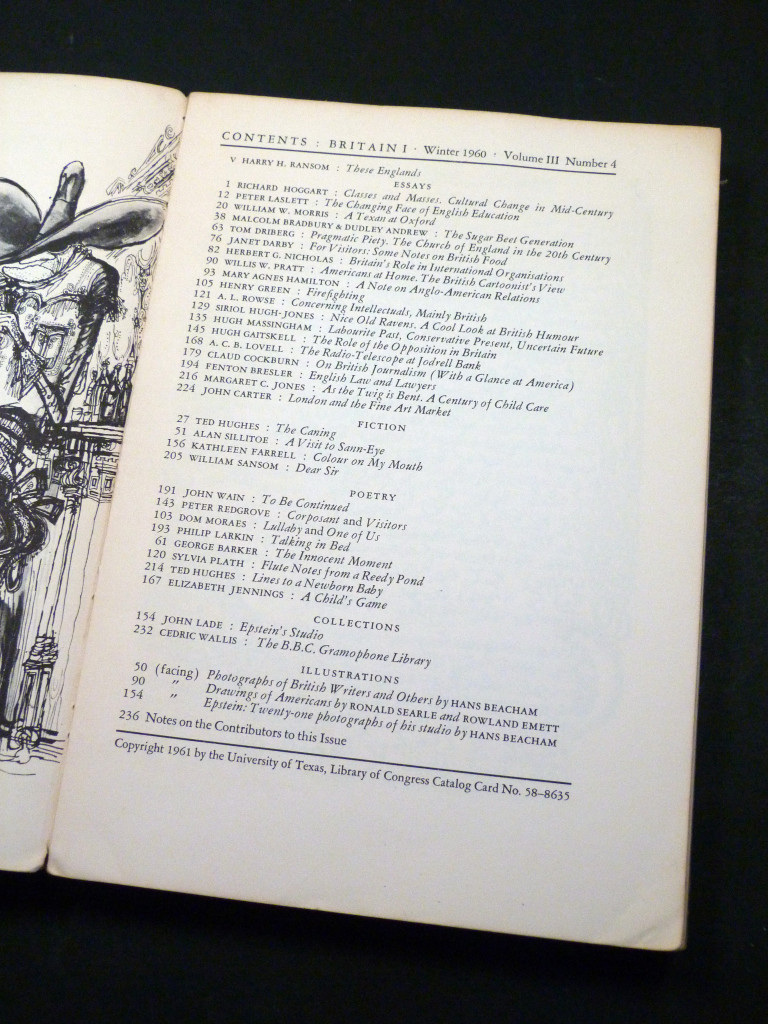 CONTENTS : BRITAIN I · Winter 1960 · Volume III Number 4
V HARRY H. RANSOM : These Englands
ESSAYS
1 RICHARD HOGGART : Classes and Masses. Cultural Change in Mid-Century
12 PETER LASLETT : The Changing Face of English Education
20 WILLIAM W. MORRIS : A Texan at Oxford
38 MALCOLM BRADBURY & DUDLEY ANDREW : The Sugar Beet Generation
63 TOM DRIBERG : Pragmatic Piety. The Church of England in the 20th Century
76 JANET DARBY : For Visitors: Some Notes on British Food
82 HERBERT G. NICHOLAS : Britain's Role in International Organisations
90 WILLIS W. PRATT : Americans at Home. The British Cartoonist's View
93 MARY AGNES HAMILTON : A Note on Anglo-American Relations
105 HENRY GREEN : Firefighting
121 A. L. ROWSE : Concerning Intellectuals, Mainly British
129 SIRIOL HUGH-JONES : Nice Old Ravens. A Cool Look at British Humour
135 HUGH MASSINGHAM : Labourite Past, Conservative Present, Uncertain Future
145 HUGH GAITSKELL : The Role of the Opposition in Britain
168 A. C. B. LOVELL : The Radio-Telescope at Jodrell Bank
179 CLAUD COCKBURN : On British Journalism (With a Glance at America)
194 FENTON BRESLER : English Law and Lawyers
216 MARGARET C. JONES : As the Twig is Bent. A Century of Child Care
224 JOHN CARTER : London and the Fine Art Market
FICTION
27 TED HUGHES : The Caning
51 ALAN SILLITOE : A Visit to Sann-Eye
156 KATHLEEN FARRELL : Colour on My Mouth
205 WILLIAM SANSOM : Dear Sir
POETRY
191 JOHN WAIN : To Be Continued
143 PETER REDGROVE : Corposant and Visitors
103 DOM MORAES : Lullaby and One of Us
193 PHILIP LARKIN : Talking in Bed
61 GEORGE BARKER : The Innocent Moment
120 SYLVIA PLATH : Flute Notes from a Reedy Pond
214 TED HUGHES : Lines to a Newborn Baby
167 ELIZABETH JENNINGS : A Child's Game
COLLECTIONS
154 JOHN LADE : Epstein's Studio
232 CEDRIC WALLIS : The B.B.C. Gramophone Library
ILLUSTRATIONS
50 (facing) Photographs of British Writers and Others by HANS BEACHAM
90 " Drawings of Americans by RONALD SEARLE and ROWLAND EMETT
154 " Epstein: Twenty-one photographs of his studio by HANS BEACHAM
236 Notes on the Contributors to this Issue
Copyright 1961 by the University of Texas, Library of Congress Catalog Card No. 58–8635